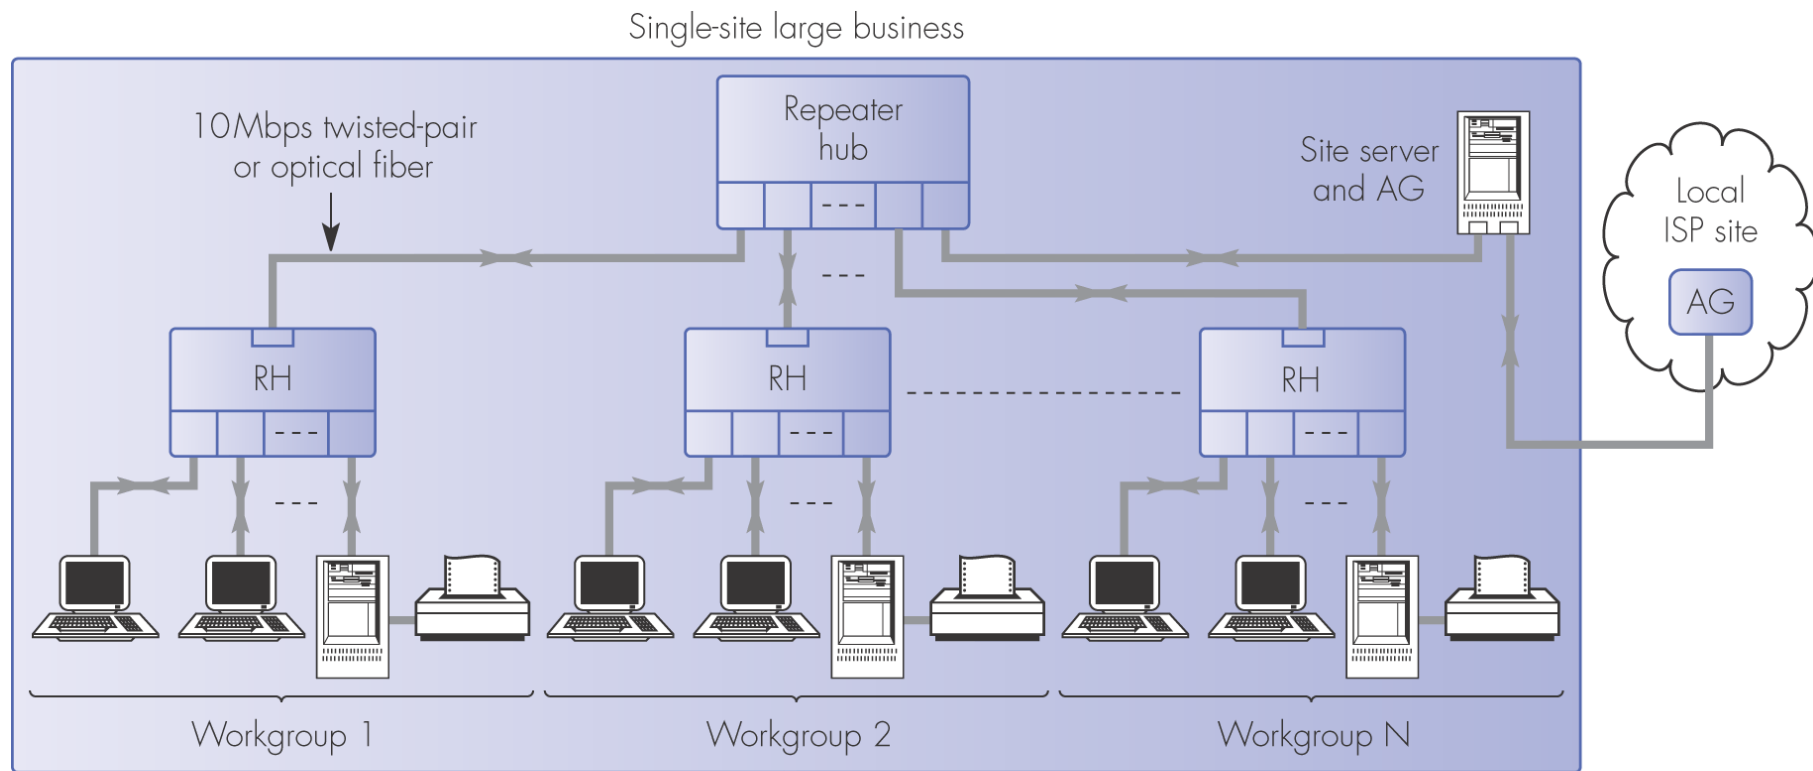 Single-site large business
10Mbps twisted-pair
or optical fiber
Repeater
hub
Site server
and AG
Local
ISP site
AG
RH
RH
RH
Workgroup 1
Workgroup 2
Workgroup N